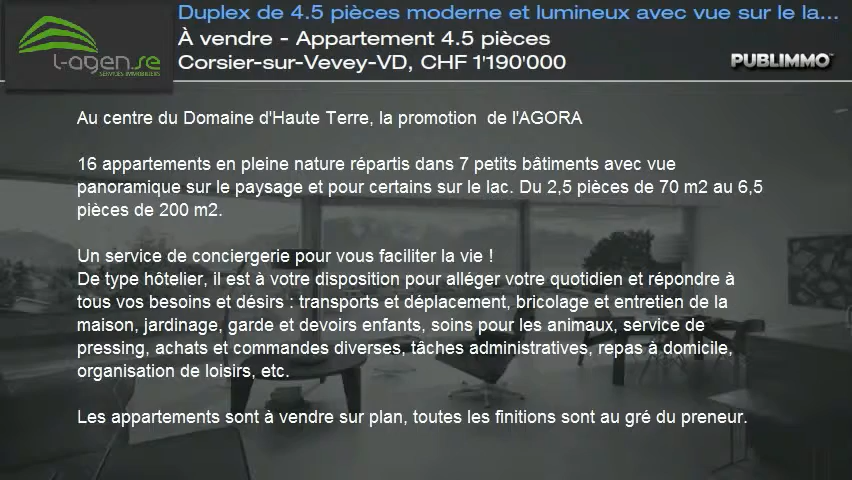 Duplex de 4.5 pièces moderne et lumineux avec vue sur le la...
À vendre - Appartement 4.5 pièces
Corsier-sur-Vevey-VD, CHF 1'190'000
l-agence
SERVICES IMMOBILIERS
PUBLIMMO
Au centre du Domaine d'Haute Terre, la promotion de l'AGORA
16 appartements en pleine nature répartis dans 7 petits bâtiments avec vue
panoramique sur le paysage et pour certains sur le lac. Du 2,5 pièces de 70 m2 au 6,5
pièces de 200 m2.
Un service de conciergerie pour vous faciliter la vie !
De type hôtelier, il est à votre disposition pour alléger votre quotidien et répondre à
tous vos besoins et désirs : transports et déplacement, bricolage et entretien de la
maison, jardinage, garde et devoirs enfants, soins pour les animaux, service de
pressing, achats et commandes diverses, tâches administratives, repas à domicile,
organisation de loisirs, etc.
Les appartements sont à vendre sur plan, toutes les finitions sont au gré du preneur.